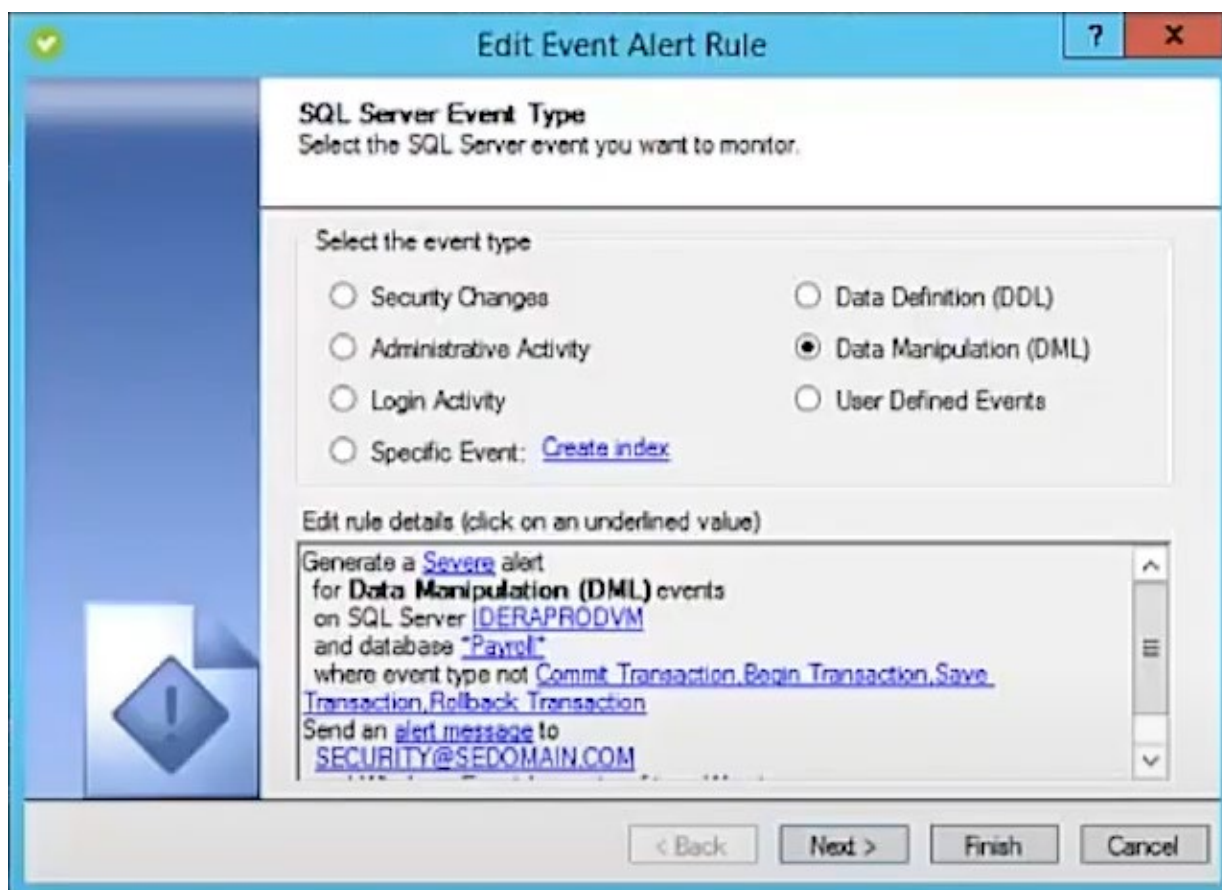 Edit Event Alert Rule
?
x
SQL Server Event Type
Select the SQL Server event you want to monitor.
Select the event type
Security Changes
Data Definition (DDL)
Administrative Activity
Data Manipulation (DML)
Login Activity
User Defined Events
Specific Event: Create index
Edit rule details (click on an underlined value)
Generate a Severe alert
for Data Manipulation (DML) events
on SQL Server IDERAPRODVM
and database "Payroll"
where event type not Commit Transaction,Begin Transaction,Save
Transaction,Rollback Transaction
Send an alert message to
SECURITY@SEDOMAIN.COM
< Back
Next >
Finish
Cancel